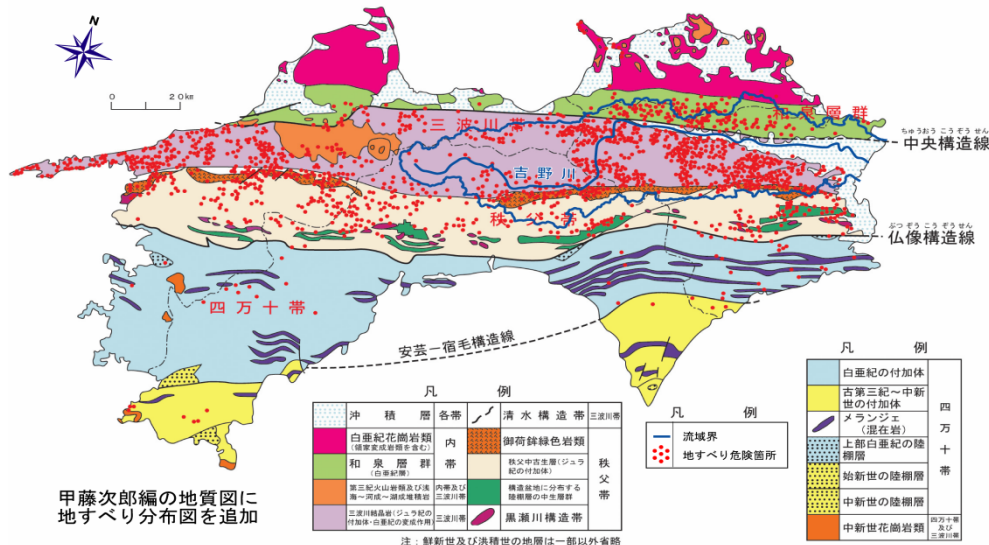 N
0 20km
三波川帯
和泉層群
ちゅうおうこうぞうせん
中央構造線
吉野川
秩父帯
ぶつぞうこうぞうせん
仏像構造線
四万十帯
安芸－宿毛構造線
凡例
沖積層
各帯
清水構造帯
三波川帯
白亜紀花崗岩類
(領家変成岩類を含む)
内帯
御荷鉾緑色岩類
秩父帯
和泉層群
(白亜紀層)
秩父中古生層(ジュラ紀の付加体)
第三紀火山岩類及び浅海～河成～湖成堆積岩
内帯及び三波川帯
構造盆地に分布する陸棚層の中生層群
三波川結晶岩(ジュラ紀の付加体・白亜紀の変成作用)
三波川帯
黒瀬川構造帯
注：鮮新世及び洪積世の地層は一部以外省略
凡例
流域界
地すべり危険箇所
凡例
白亜紀の付加体
四万十帯
古第三紀～中新世の付加体
メランジェ
(混在岩)
上部白亜紀の陸棚層
始新世の陸棚層
中新世の陸棚層
中新世花崗岩類
四万十帯及び三波川帯
甲藤次郎編の地質図に
地すべり分布図を追加